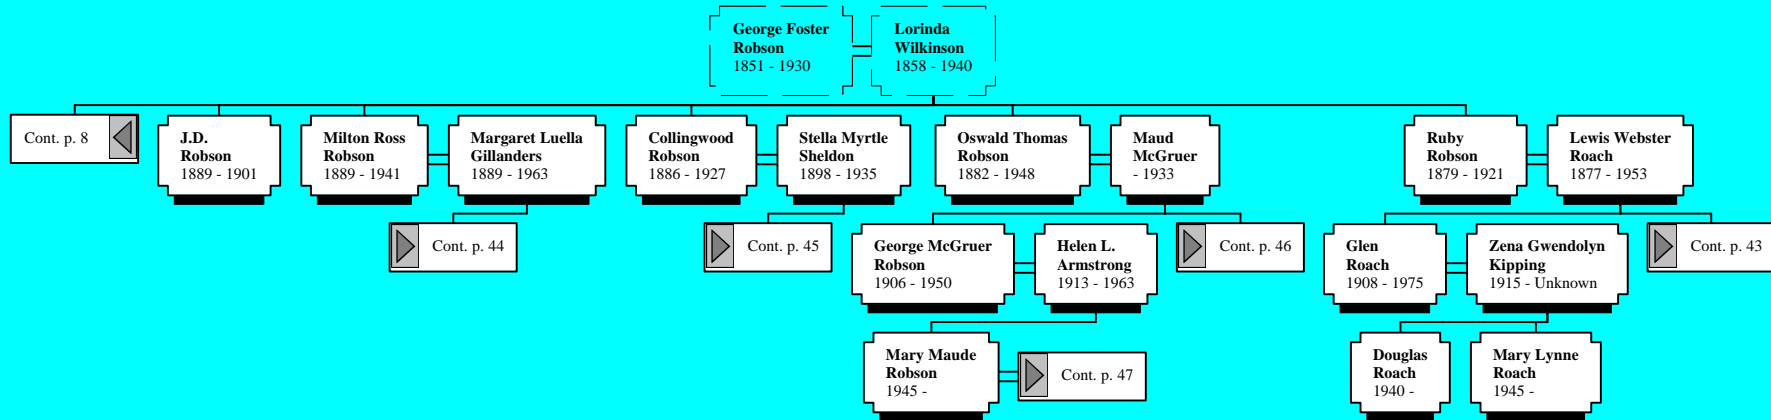 George Foster
Robson
1851 - 1930
Lorinda
Wilkinson
1858 - 1940
Cont. p. 8
J.D.
Robson
1889 - 1901
Milton Ross
Robson
1889 - 1941
Margaret Luella
Gillanders
1889 - 1963
Collingwood
Robson
1886 - 1927
Stella Myrtle
Sheldon
1898 - 1935
Oswald Thomas
Robson
1882 - 1948
Maud
McGruer
- 1933
Ruby
Robson
1879 - 1921
Lewis Webster
Roach
1877 - 1953
Cont. p. 44
Cont. p. 45
George McGruer
Robson
1906 - 1950
Helen L.
Armstrong
1913 - 1963
Cont. p. 46
Glen
Roach
1908 - 1975
Zena Gwendolyn
Kipping
1915 - Unknown
Cont. p. 43
Mary Maude
Robson
1945 -
Cont. p. 47
Douglas
Roach
1940 -
Mary Lynne
Roach
1945 -